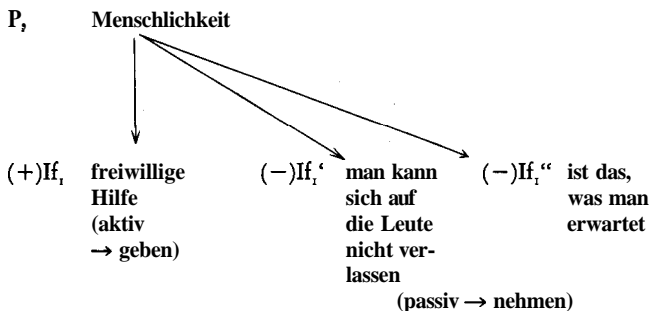 P, Menschlichkeit
(+)If, freiwillige (−)If,‘ man kann (−)If,“ ist das,
Hilfe sich auf was man
(aktiv die Leute erwartet
→ geben) nicht ver-
lassen
(passiv → nehmen)